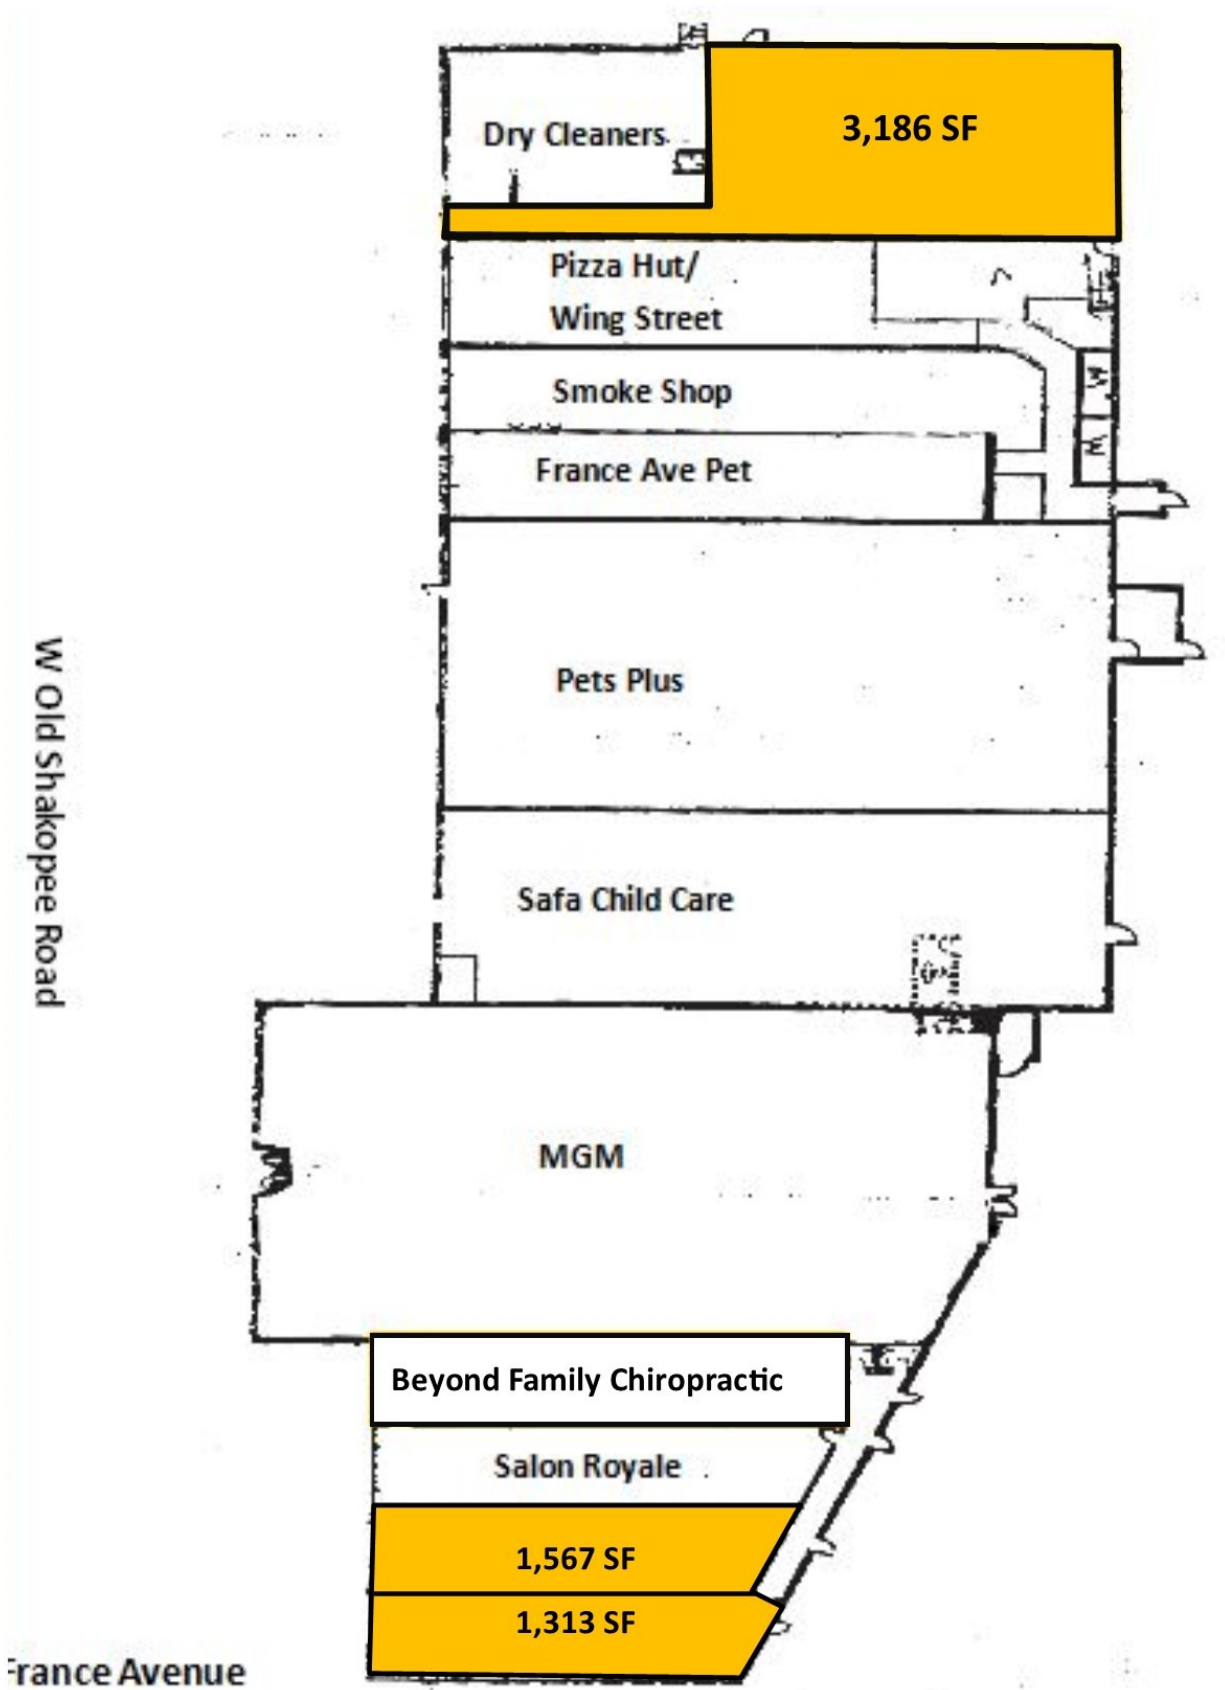 3,186 SF
Dry Cleaners
Pizza Hut/
Wing Street
Smoke Shop
France Ave Pet
Pets Plus
W Old Shakopee Road
Safa Child Care
MGM
Beyond Family Chiropractic
Salon Royale
1,567 SF
1,313 SF
France Avenue